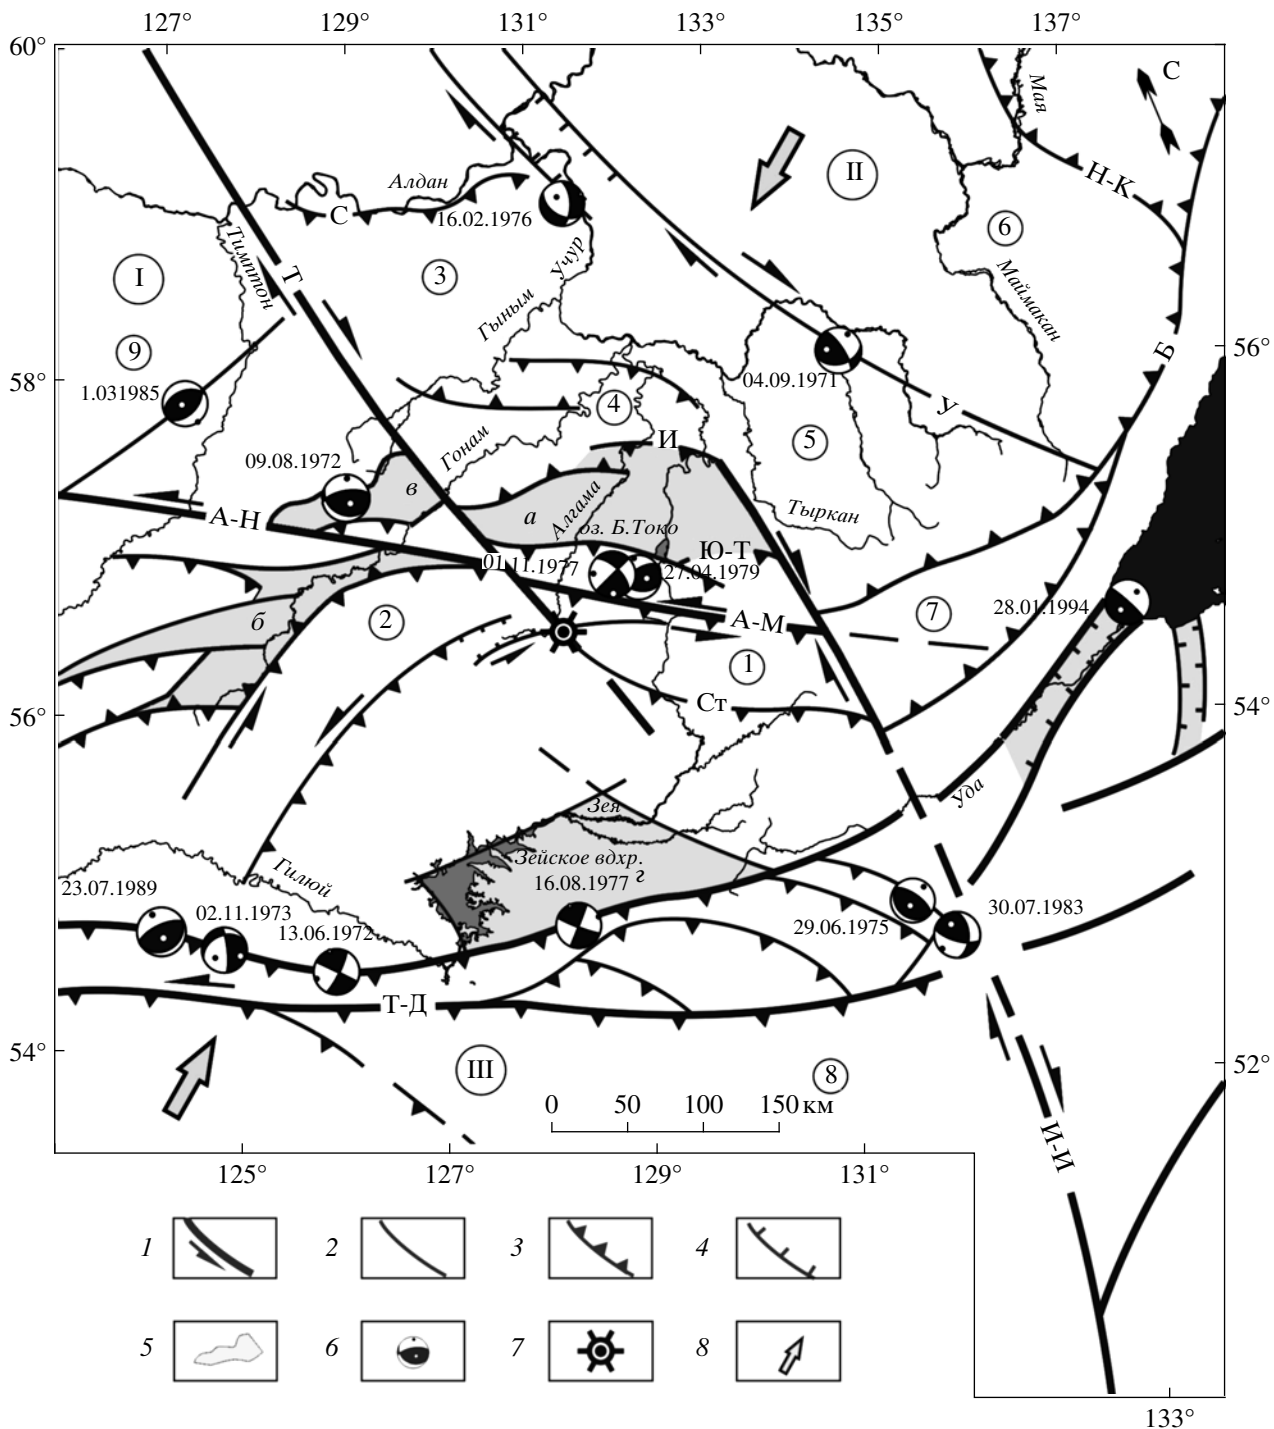 127° 129° 131° 133° 135° 137°
60°
С
Мая
II
Н-К
Алдан
С
16.02.1976
6
Тимптон
I
Т
3
Учур
Маймакан
Гыным
9
56°
Б
58°
1.031985
04.09.1971
4
У
5
И
Гонам
09.08.1972
в
А-Н
а
Алгама
оз. Б.Токо
Тыркан
Ю-Т
01.11.1977
27.04.1979
28.01.1994
7
б
2
А-М
1
Ст
56°
54°
Уда
Зея
Зейское вдхр.
г
16.08.1977
Гилюй
23.07.1989
02.11.1973
13.06.1972
29.06.1975
30.07.1983
Т-Д
54°
III
8
52°
0 50 100 150 км
И-И
125° 127° 129° 131°
1 2 3 4
5 6 7 8
133°